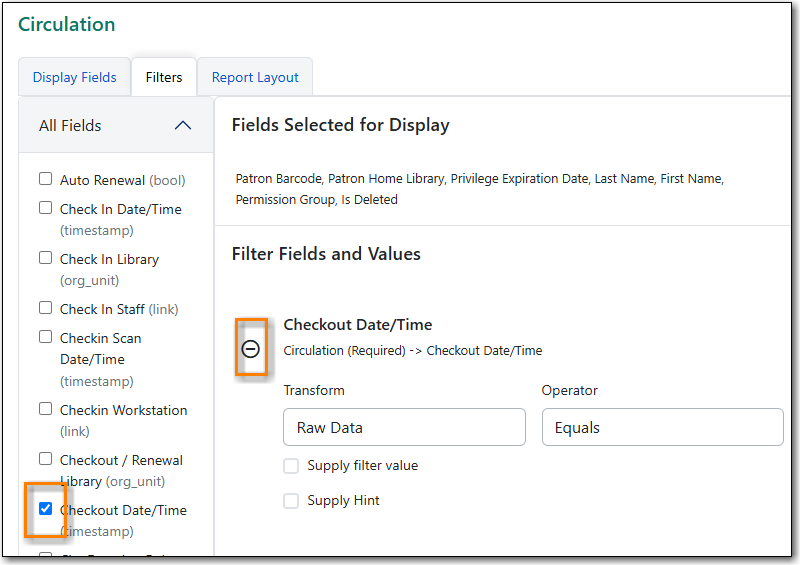 Circulation
Display Fields
Filters
Report Layout
All Fields
Auto Renewal (bool)
Check In Date/Time
(timestamp)
Check In Library
(org_unit)
Check In Staff (link)
Checkin Scan
Date/Time
(timestamp)
Checkin Workstation
(link)
Checkout / Renewal
Library (org_unit)
Checkout Date/Time
(timestamp)
Fields Selected for Display
Patron Barcode, Patron Home Library, Privilege Expiration Date, Last Name, First Name,
Permission Group, Is Deleted
Filter Fields and Values
Checkout Date/Time
Circulation (Required) -> Checkout Date/Time
Transform
Operator
Raw Data
Equals
Supply filter value
Supply Hint